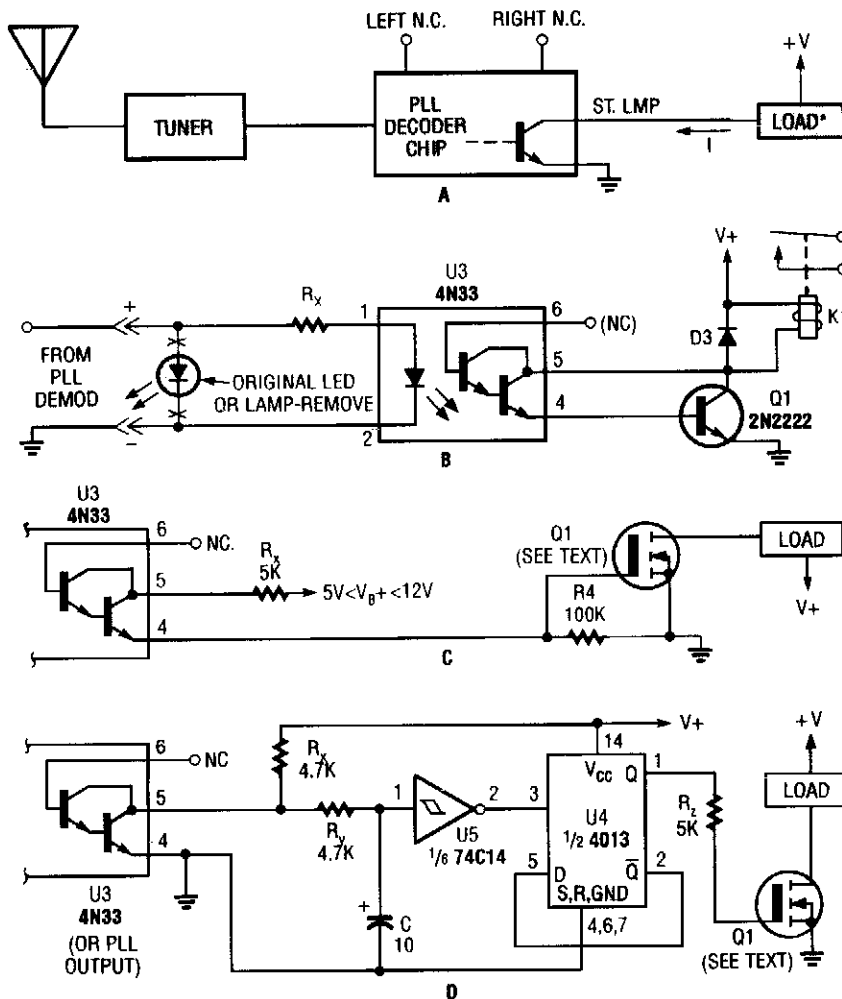 LEFT N.C.
RIGHT N.C.
+V
TUNER
PLL
DECODER
CHIP
ST. LMP
LOAD*
I
A
V+
U3
4N33
RX
1
6
(NC)
+
D3
K1
FROM
PLL
DEMOD
ORIGINAL LED
OR LAMP-REMOVE
5
4
Q1
2N2222
–
2
B
U3
4N33
6
NC.
RX
5K
5
5V<VB+<12V
4
Q1
(SEE TEXT)
LOAD
V+
R4
100K
C
V+
+V
6
NC
RX
4.7K
14
VCC
Q
1
LOAD
5
Ry
4.7K
1
2
3
U4
1/2 4013
RZ
5K
4
U5
1/6 74C14
5
D
Q
2
S,R,GND
U3
4N33
(OR PLL
OUTPUT)
+
C
10
4,6,7
Q1
(SEE TEXT)
D